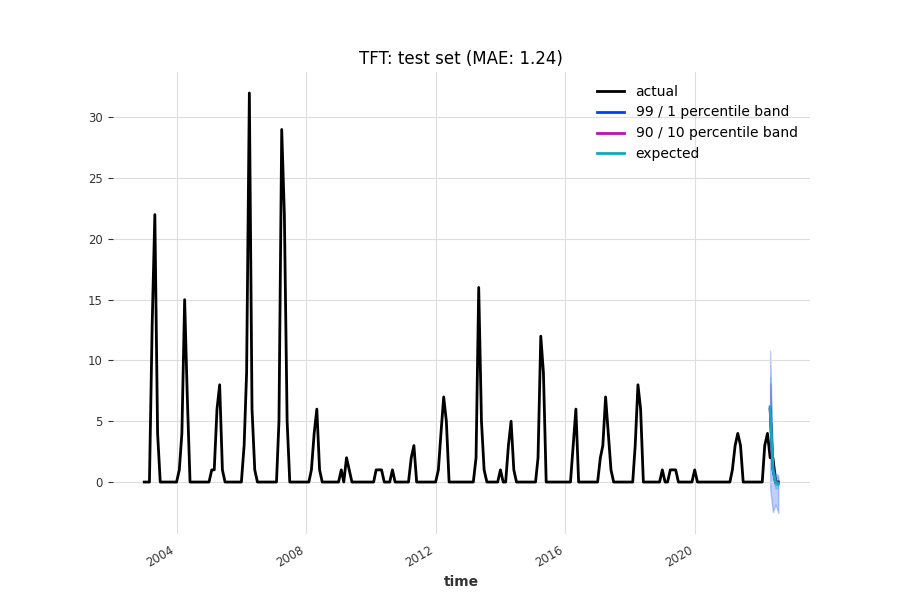 TFT: test set (MAE: 1.24)
actual
99 / 1 percentile band
90 / 10 percentile band
expected
30
25
20
15
10
5
0
2004
2008
2012
2016
2020
time